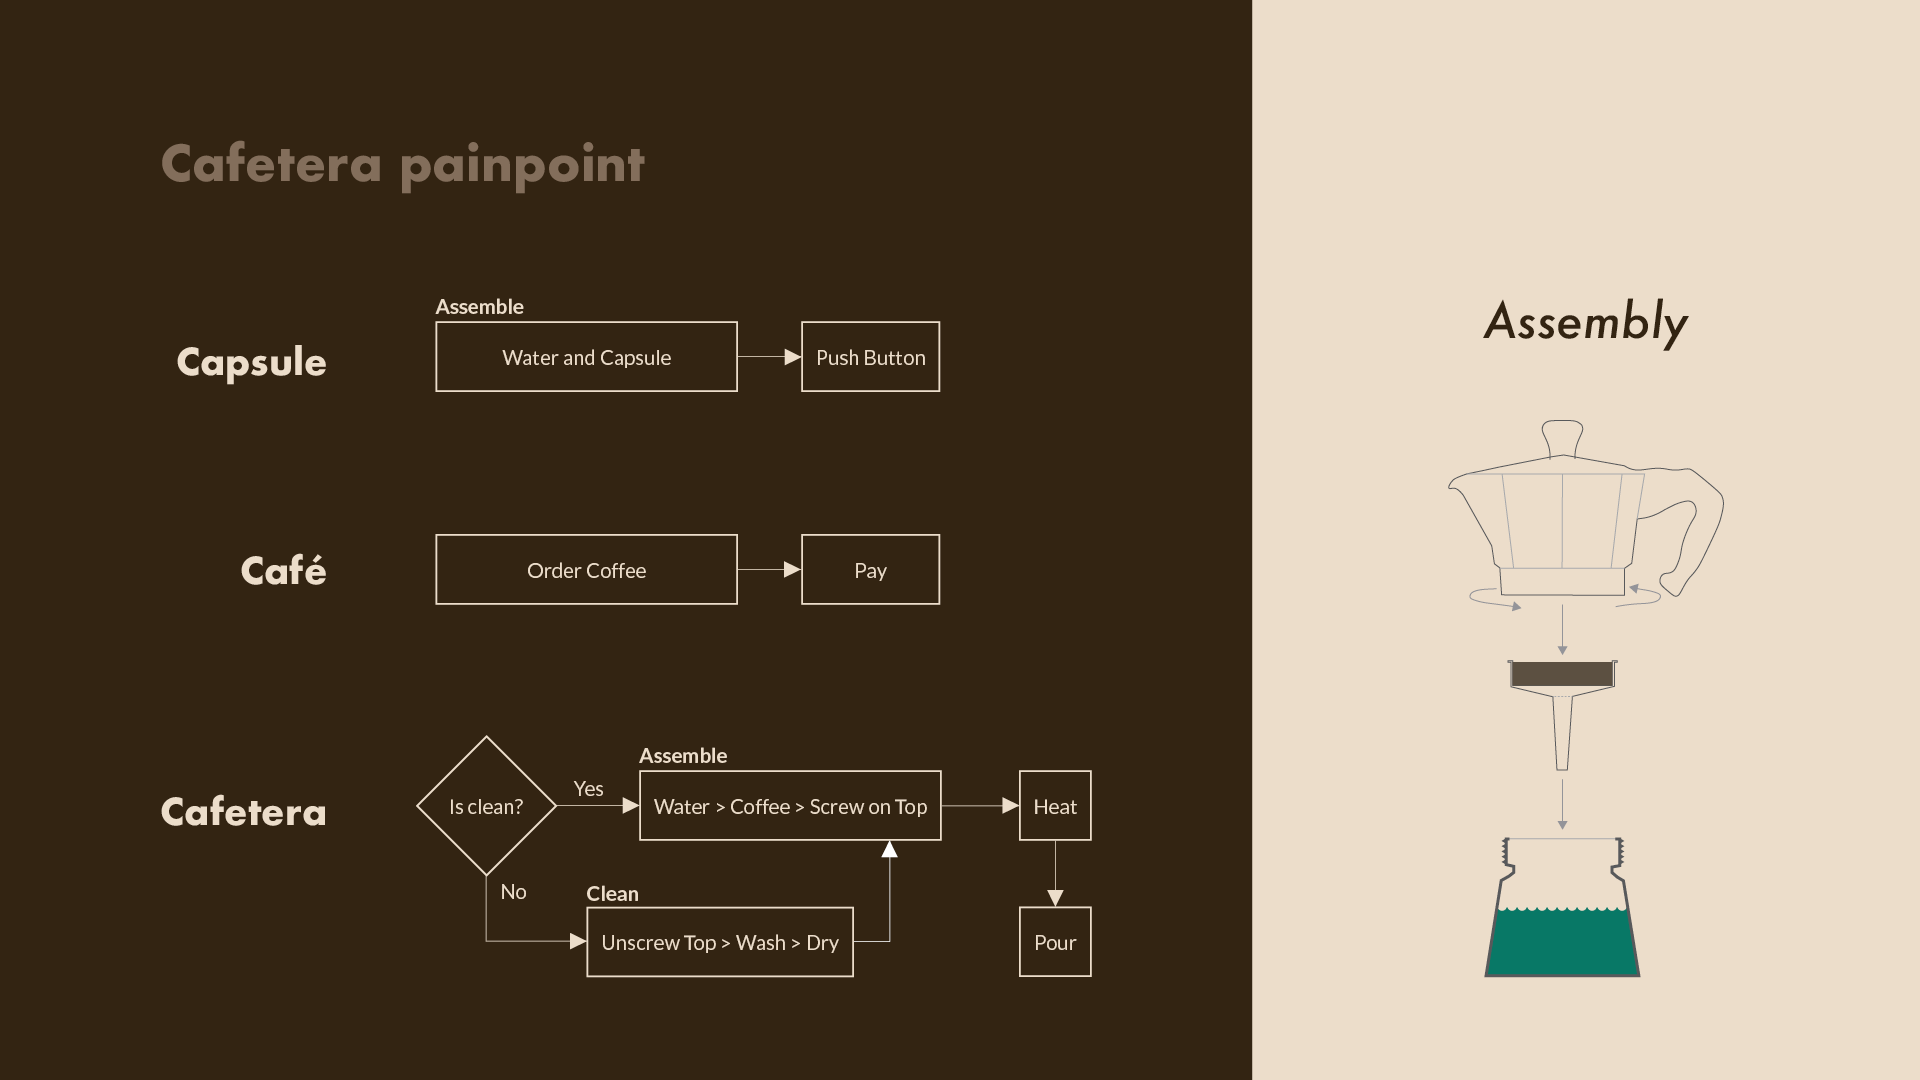 Cafetera painpoint
Assembly
Capsule
Assemble
Water and Capsule
Push Button
Café
Order Coffee
Pay
Cafetera
Is clean?
Yes
No
Assemble
Water > Coffee > Screw on Top
Heat
Clean
Unscrew Top > Wash > Dry
Pour